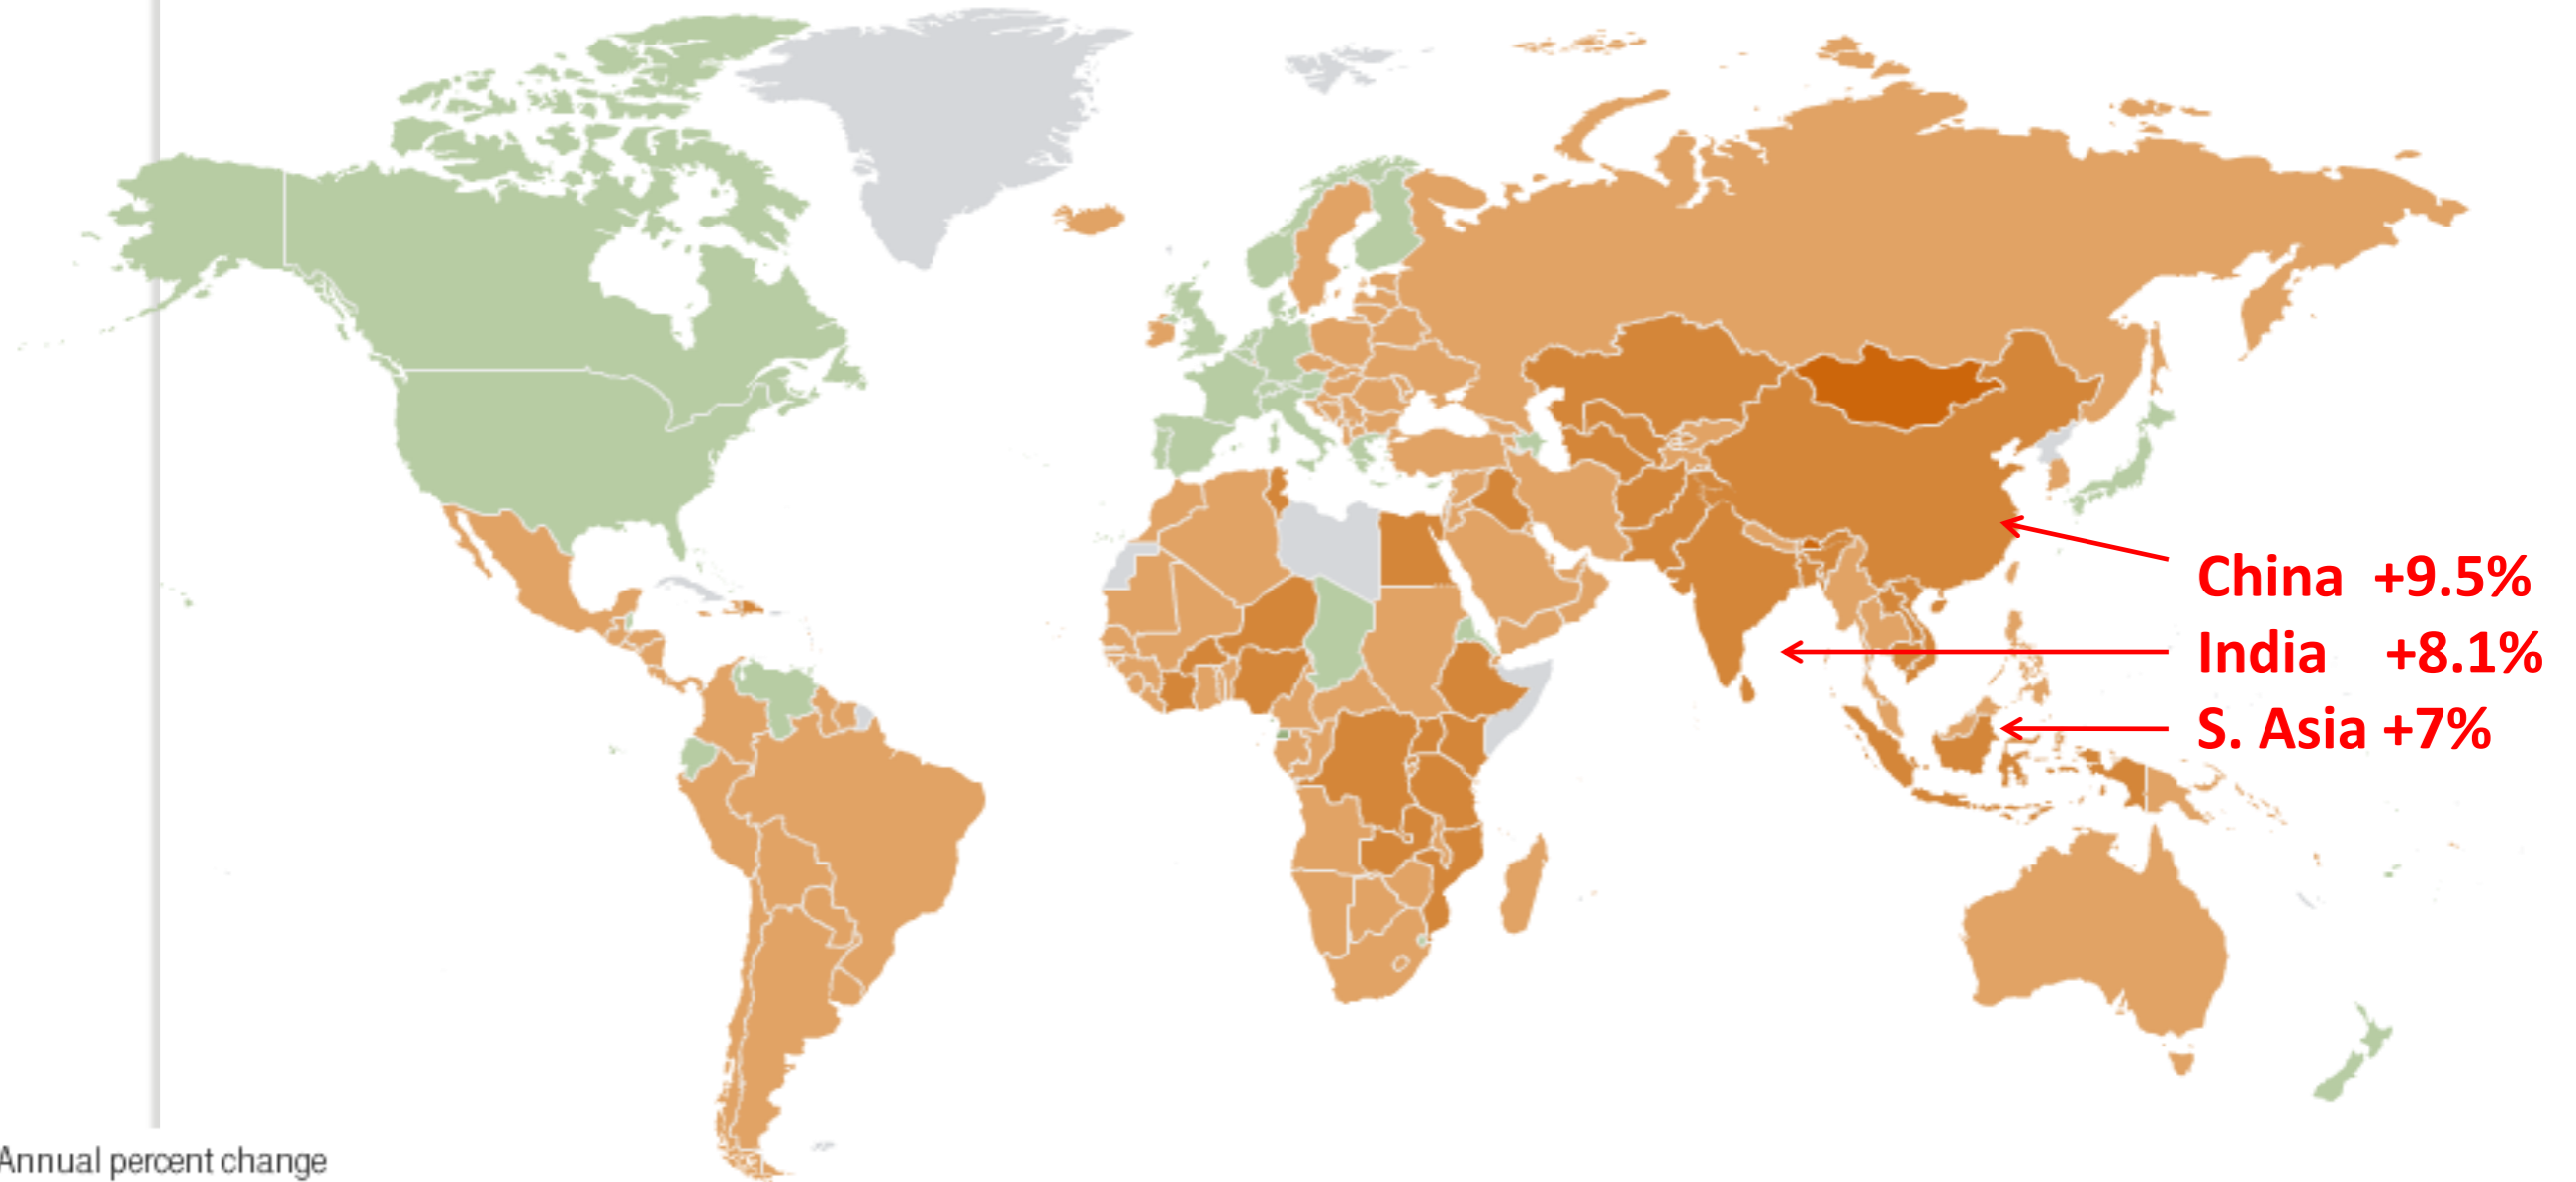 China +9.5%
India +8.1%
S. Asia +7%
Annual percent change